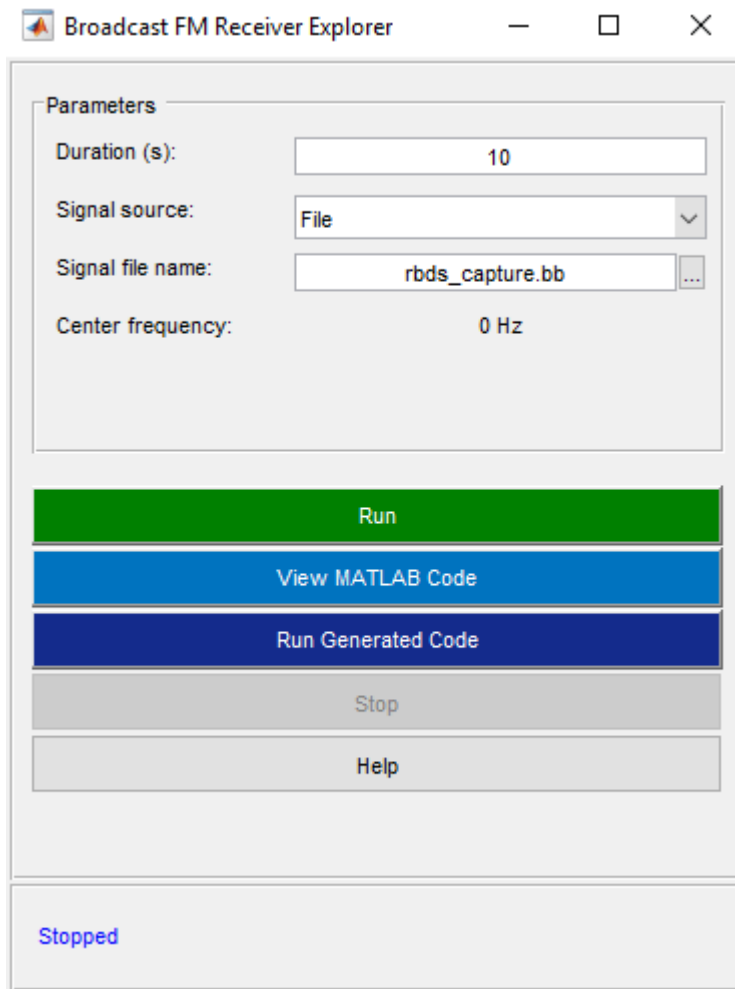 Broadcast FM Receiver Explorer
Parameters
Duration (s): 10
Signal source: File
Signal file name: rbds_capture.bb ...
Center frequency: 0 Hz
Run
View MATLAB Code
Run Generated Code
Stop
Help
Stopped